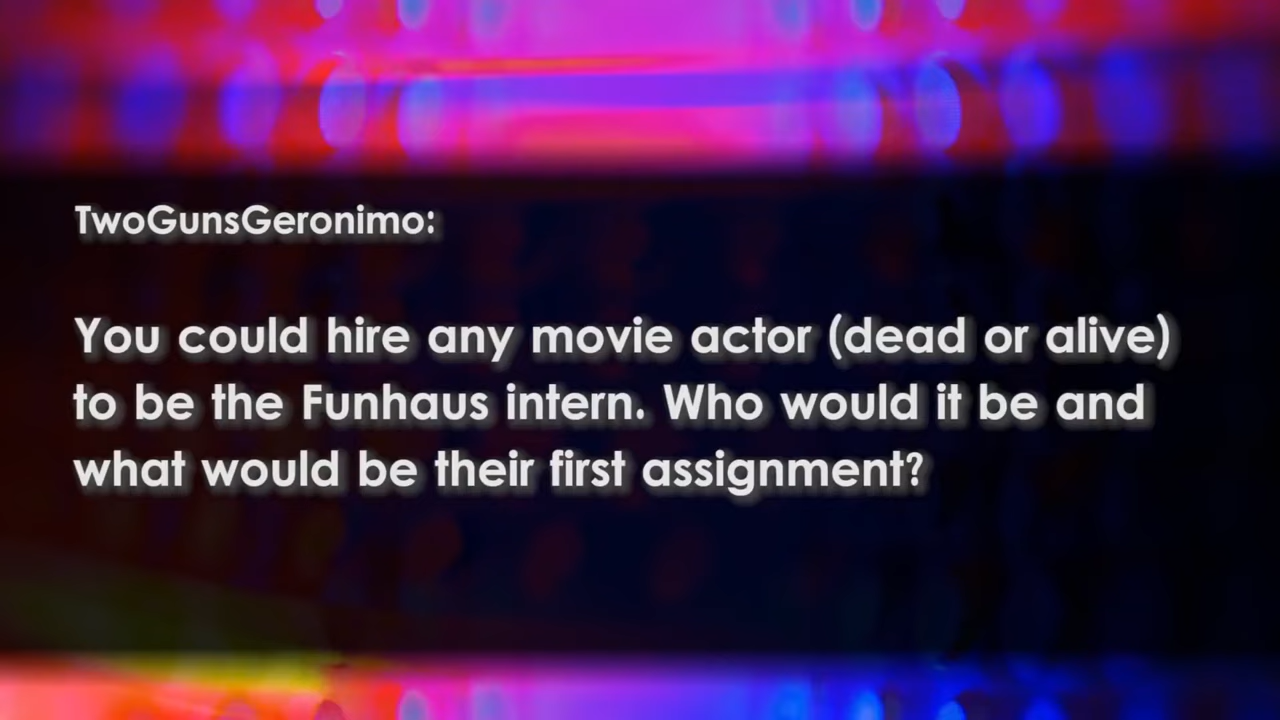 TwoGunsGeronimo:
You could hire any movie actor (dead or alive)
to be the Funhaus intern. Who would it be and
what would be their first assignment?